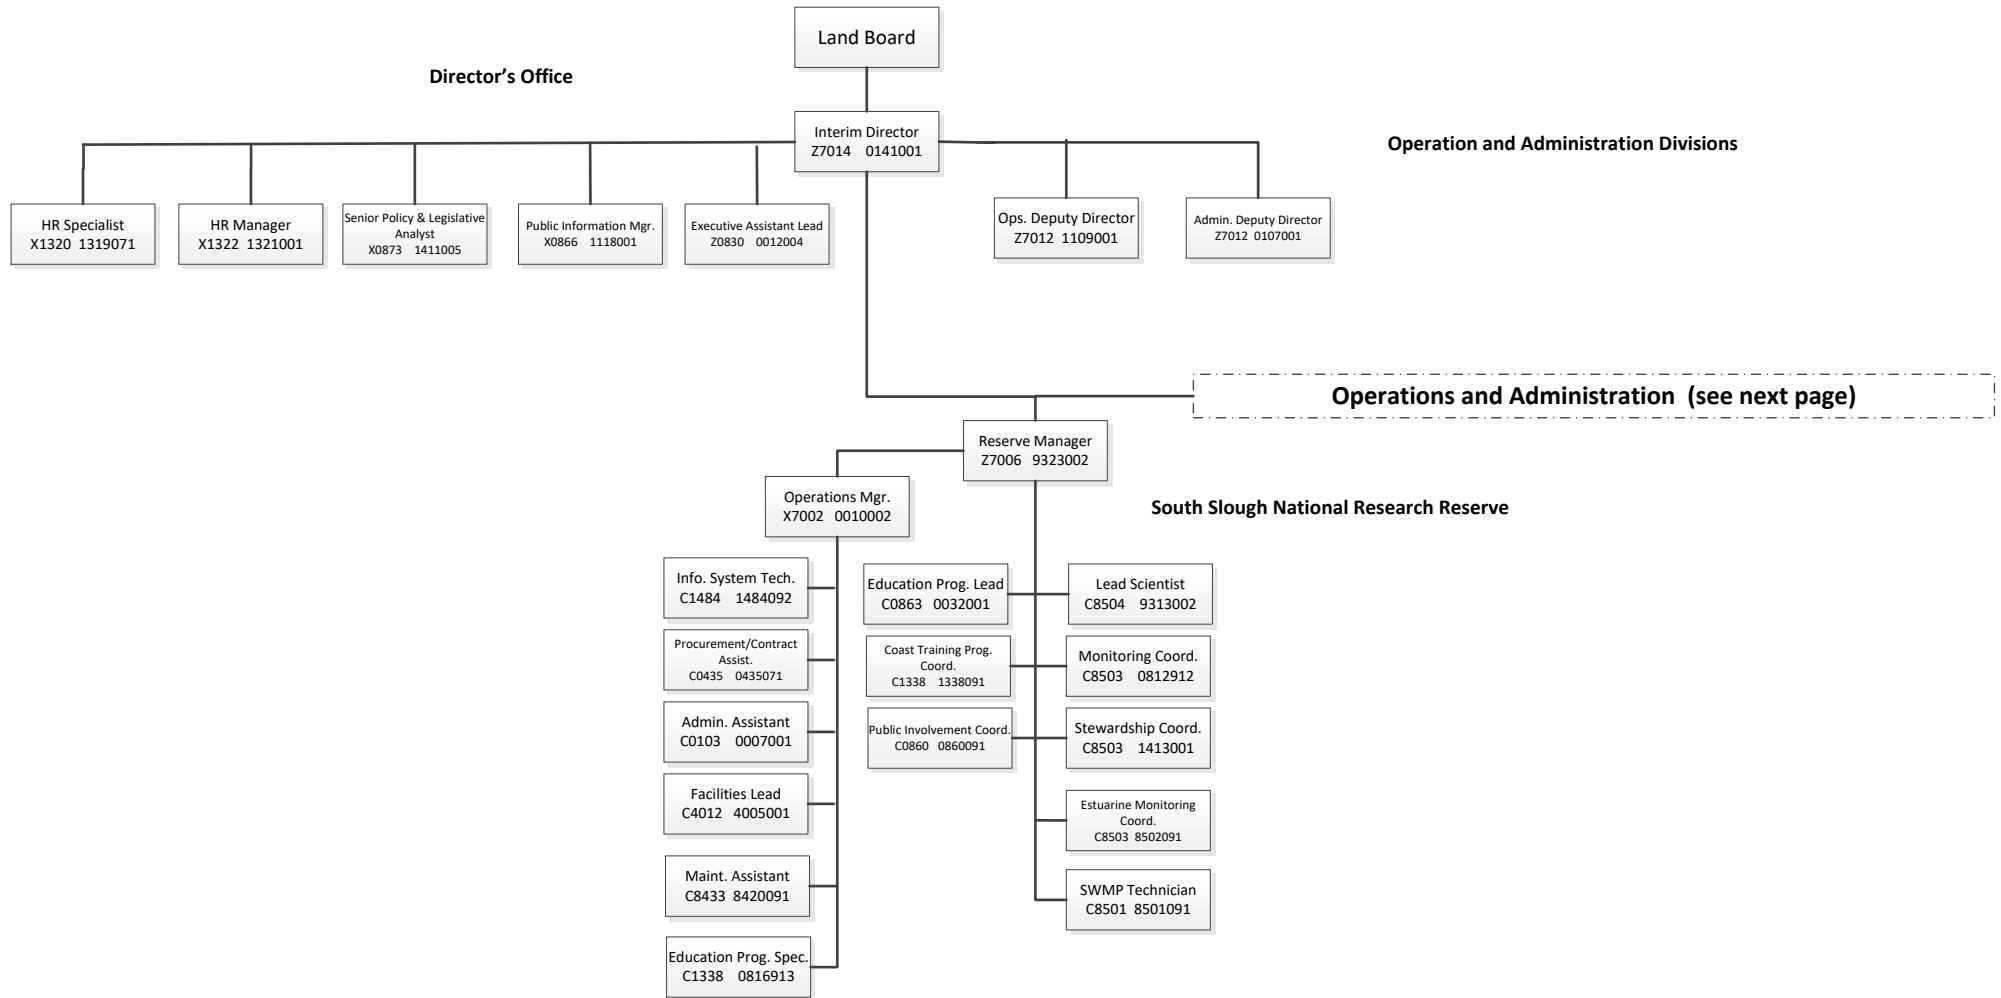 Land Board
Director's Office
Interim Director
Z7014 0141001
Operation and Administration Divisions
HR Specialist
X1320 1319071
HR Manager
X1322 1321001
Senior Policy & Legislative
Analyst
X0873 1411005
Public Information Mgr.
X0866 1118001
Executive Assistant Lead
Z0830 0012004
Ops. Deputy Director
Z7012 1109001
Admin. Deputy Director
Z7012 0107001
Operations and Administration (see next page)
Reserve Manager
Z7006 9323002
Operations Mgr.
X7002 0010002
South Slough National Research Reserve
Info. System Tech.
C1484 1484092
Procurement/Contract
Assist.
C0435 0435071
Admin. Assistant
C0103 0007001
Facilities Lead
C4012 4005001
Maint. Assistant
C8433 8420091
Education Prog. Spec.
C1338 0816913
Education Prog. Lead
C0863 0032001
Coast Training Prog.
Coord.
C1338 1338091
Public Involvement Coord.
C0860 0860091
Lead Scientist
C8504 9313002
Monitoring Coord.
C8503 0812912
Stewardship Coord.
C8503 1413001
Estuarine Monitoring
Coord.
C8503 8502091
SWMP Technician
C8501 8501091